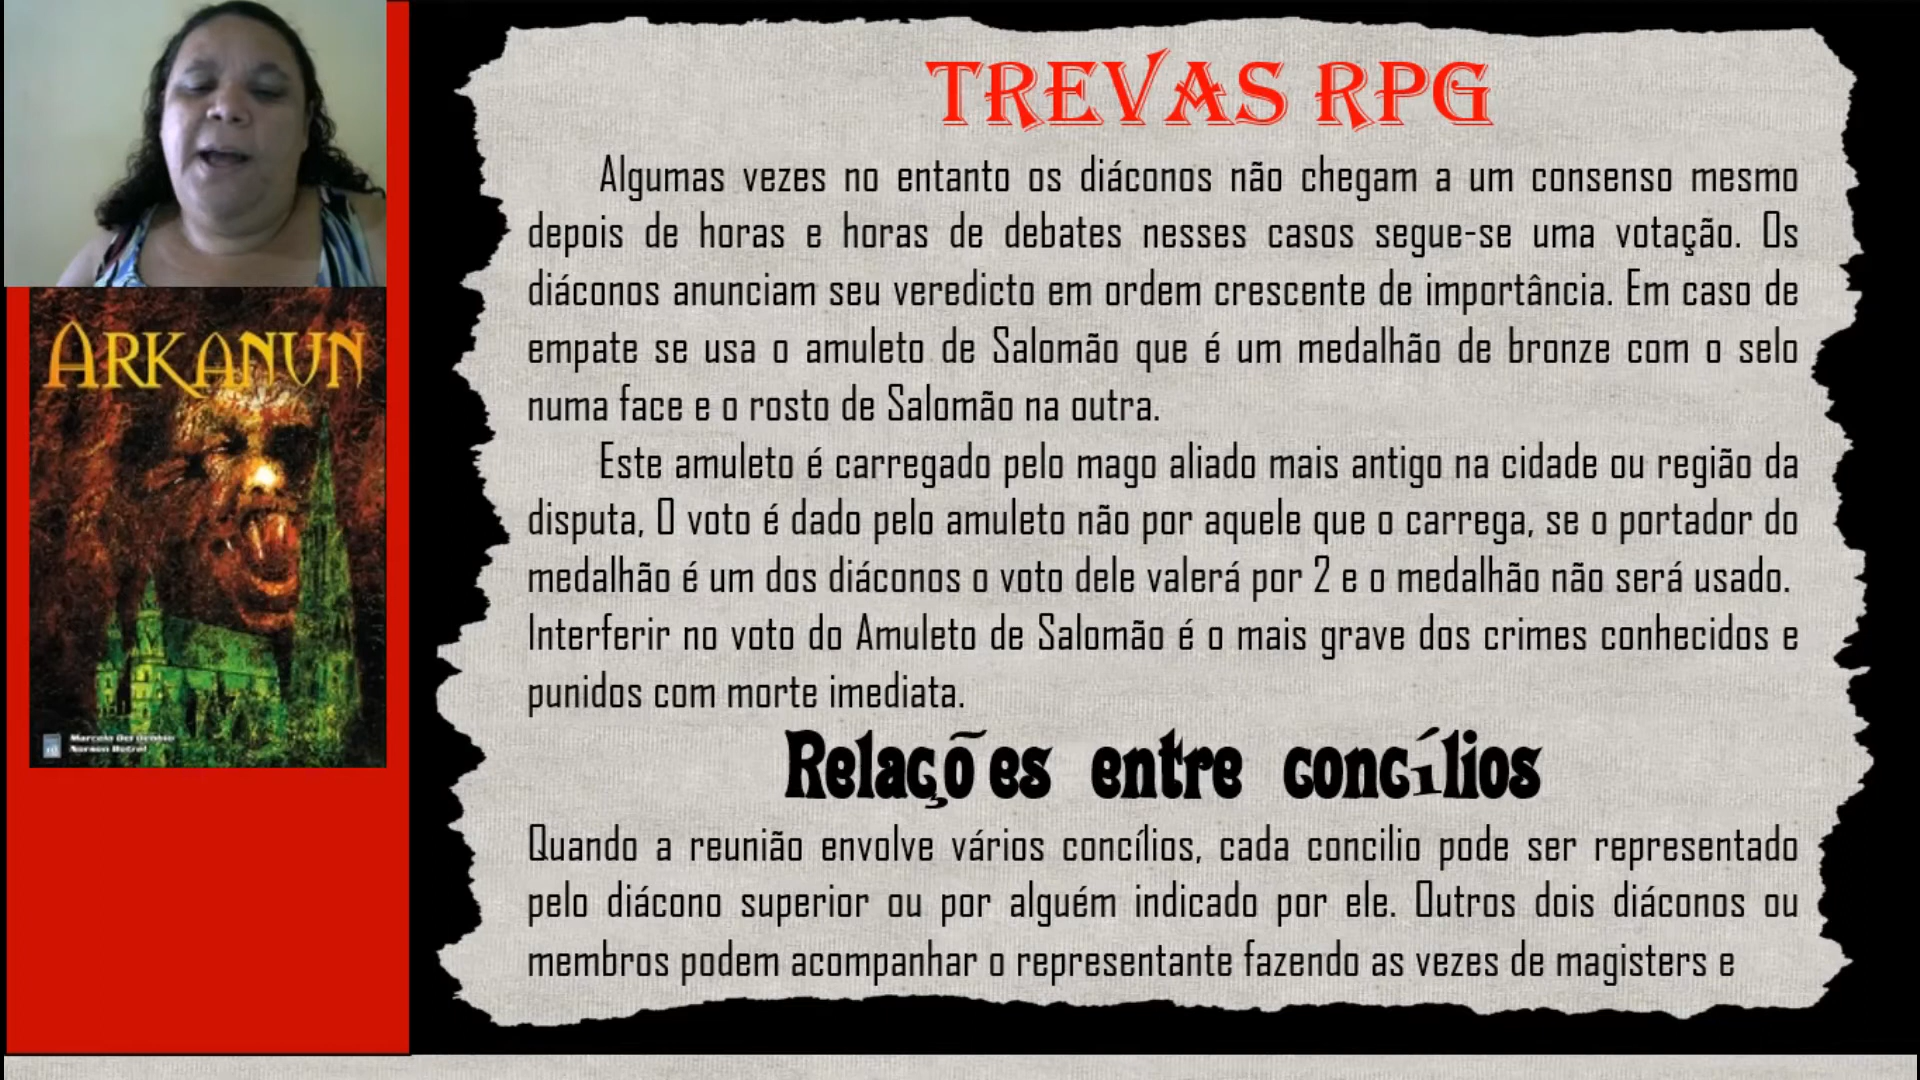 TREVAS RPG
Algumas vezes no entanto os diáconos não chegam a um consenso mesmo
depois de horas e horas de debates nesses casos segue-se uma votação. Os
diáconos anunciam seu veredicto em ordem crescente de importância. Em caso de
empate se usa o amuleto de Salomão que é um medalhão de bronze com o selo
numa face e o rosto de Salomão na outra.
Este amuleto é carregado pelo mago aliado mais antigo na cidade ou região da
disputa, O voto é dado pelo amuleto não por aquele que o carrega, se o portador do
medalhão é um dos diáconos o voto dele valerá por 2 e o medalhão não será usado.
Interferir no voto do Amuleto de Salomão é o mais grave dos crimes conhecidos e
punidos com morte imediata.
Relações entre concílios
Quando a reunião envolve vários concílios, cada concilio pode ser representado
pelo diácono superior ou por alguém indicado por ele. Outros dois diáconos ou
membros podem acompanhar o representante fazendo as vezes de magisters e
ARKANUN
Marcelo Del Debbio
Norson Botrel